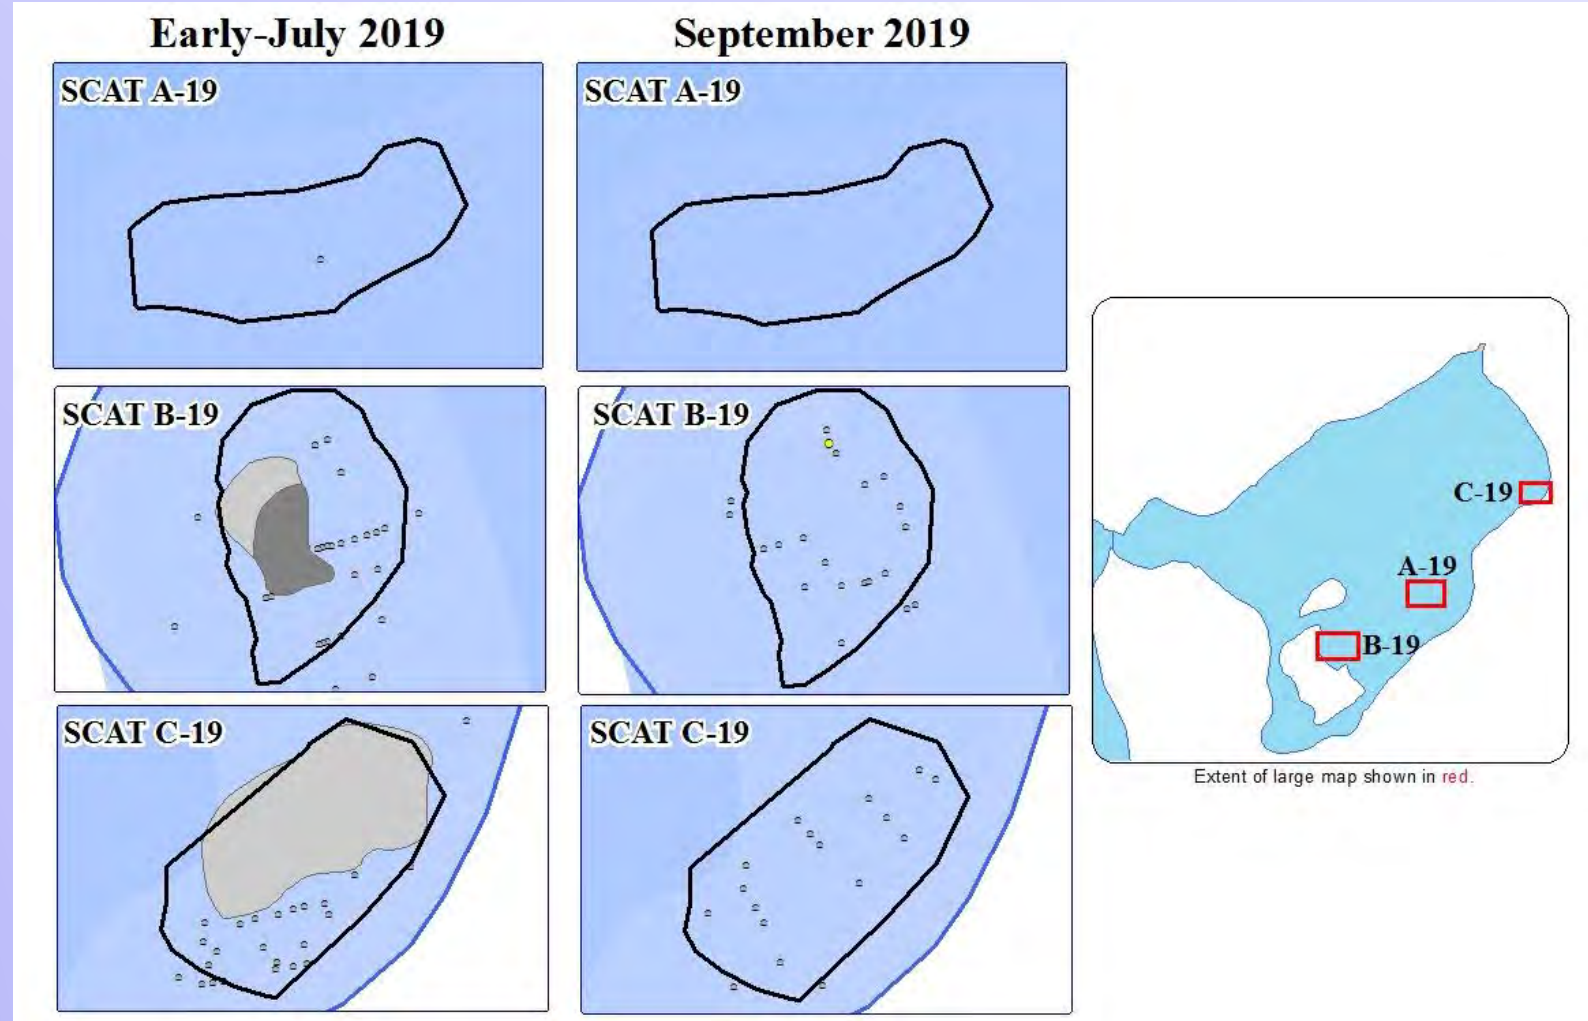 Early-July 2019
September 2019
SCAT A-19
SCAT A-19
SCAT B-19
SCAT B-19
SCAT C-19
SCAT C-19
C-19
A-19
B-19
Extent of large map shown in red.